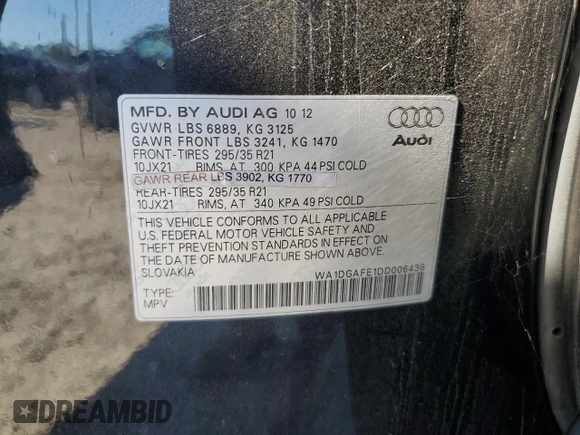 MFD. BY AUDI AG 10 12
GVWR LBS 6889, KG 3125
GAWR FRONT LBS 3241, KG 1470
FRONT-TIRES 295/35 R21
10JX21 RIMS, AT 300 KPA 44 PSI COLD
GAWR REAR LBS 3902, KG 1770
REAR-TIRES 295/35 R21
10JX21 RIMS, AT 340 KPA 49 PSI COLD
THIS VEHICLE CONFORMS TO ALL APPLICABLE
U.S. FEDERAL MOTOR VEHICLE SAFETY AND
THEFT PREVENTION STANDARDS IN EFFECT ON
THE DATE OF MANUFACTURE SHOWN ABOVE.
SLOVAKIA
WA1DGAFE1DD006436
TYPE:
MPV
Audi
DREAMBID